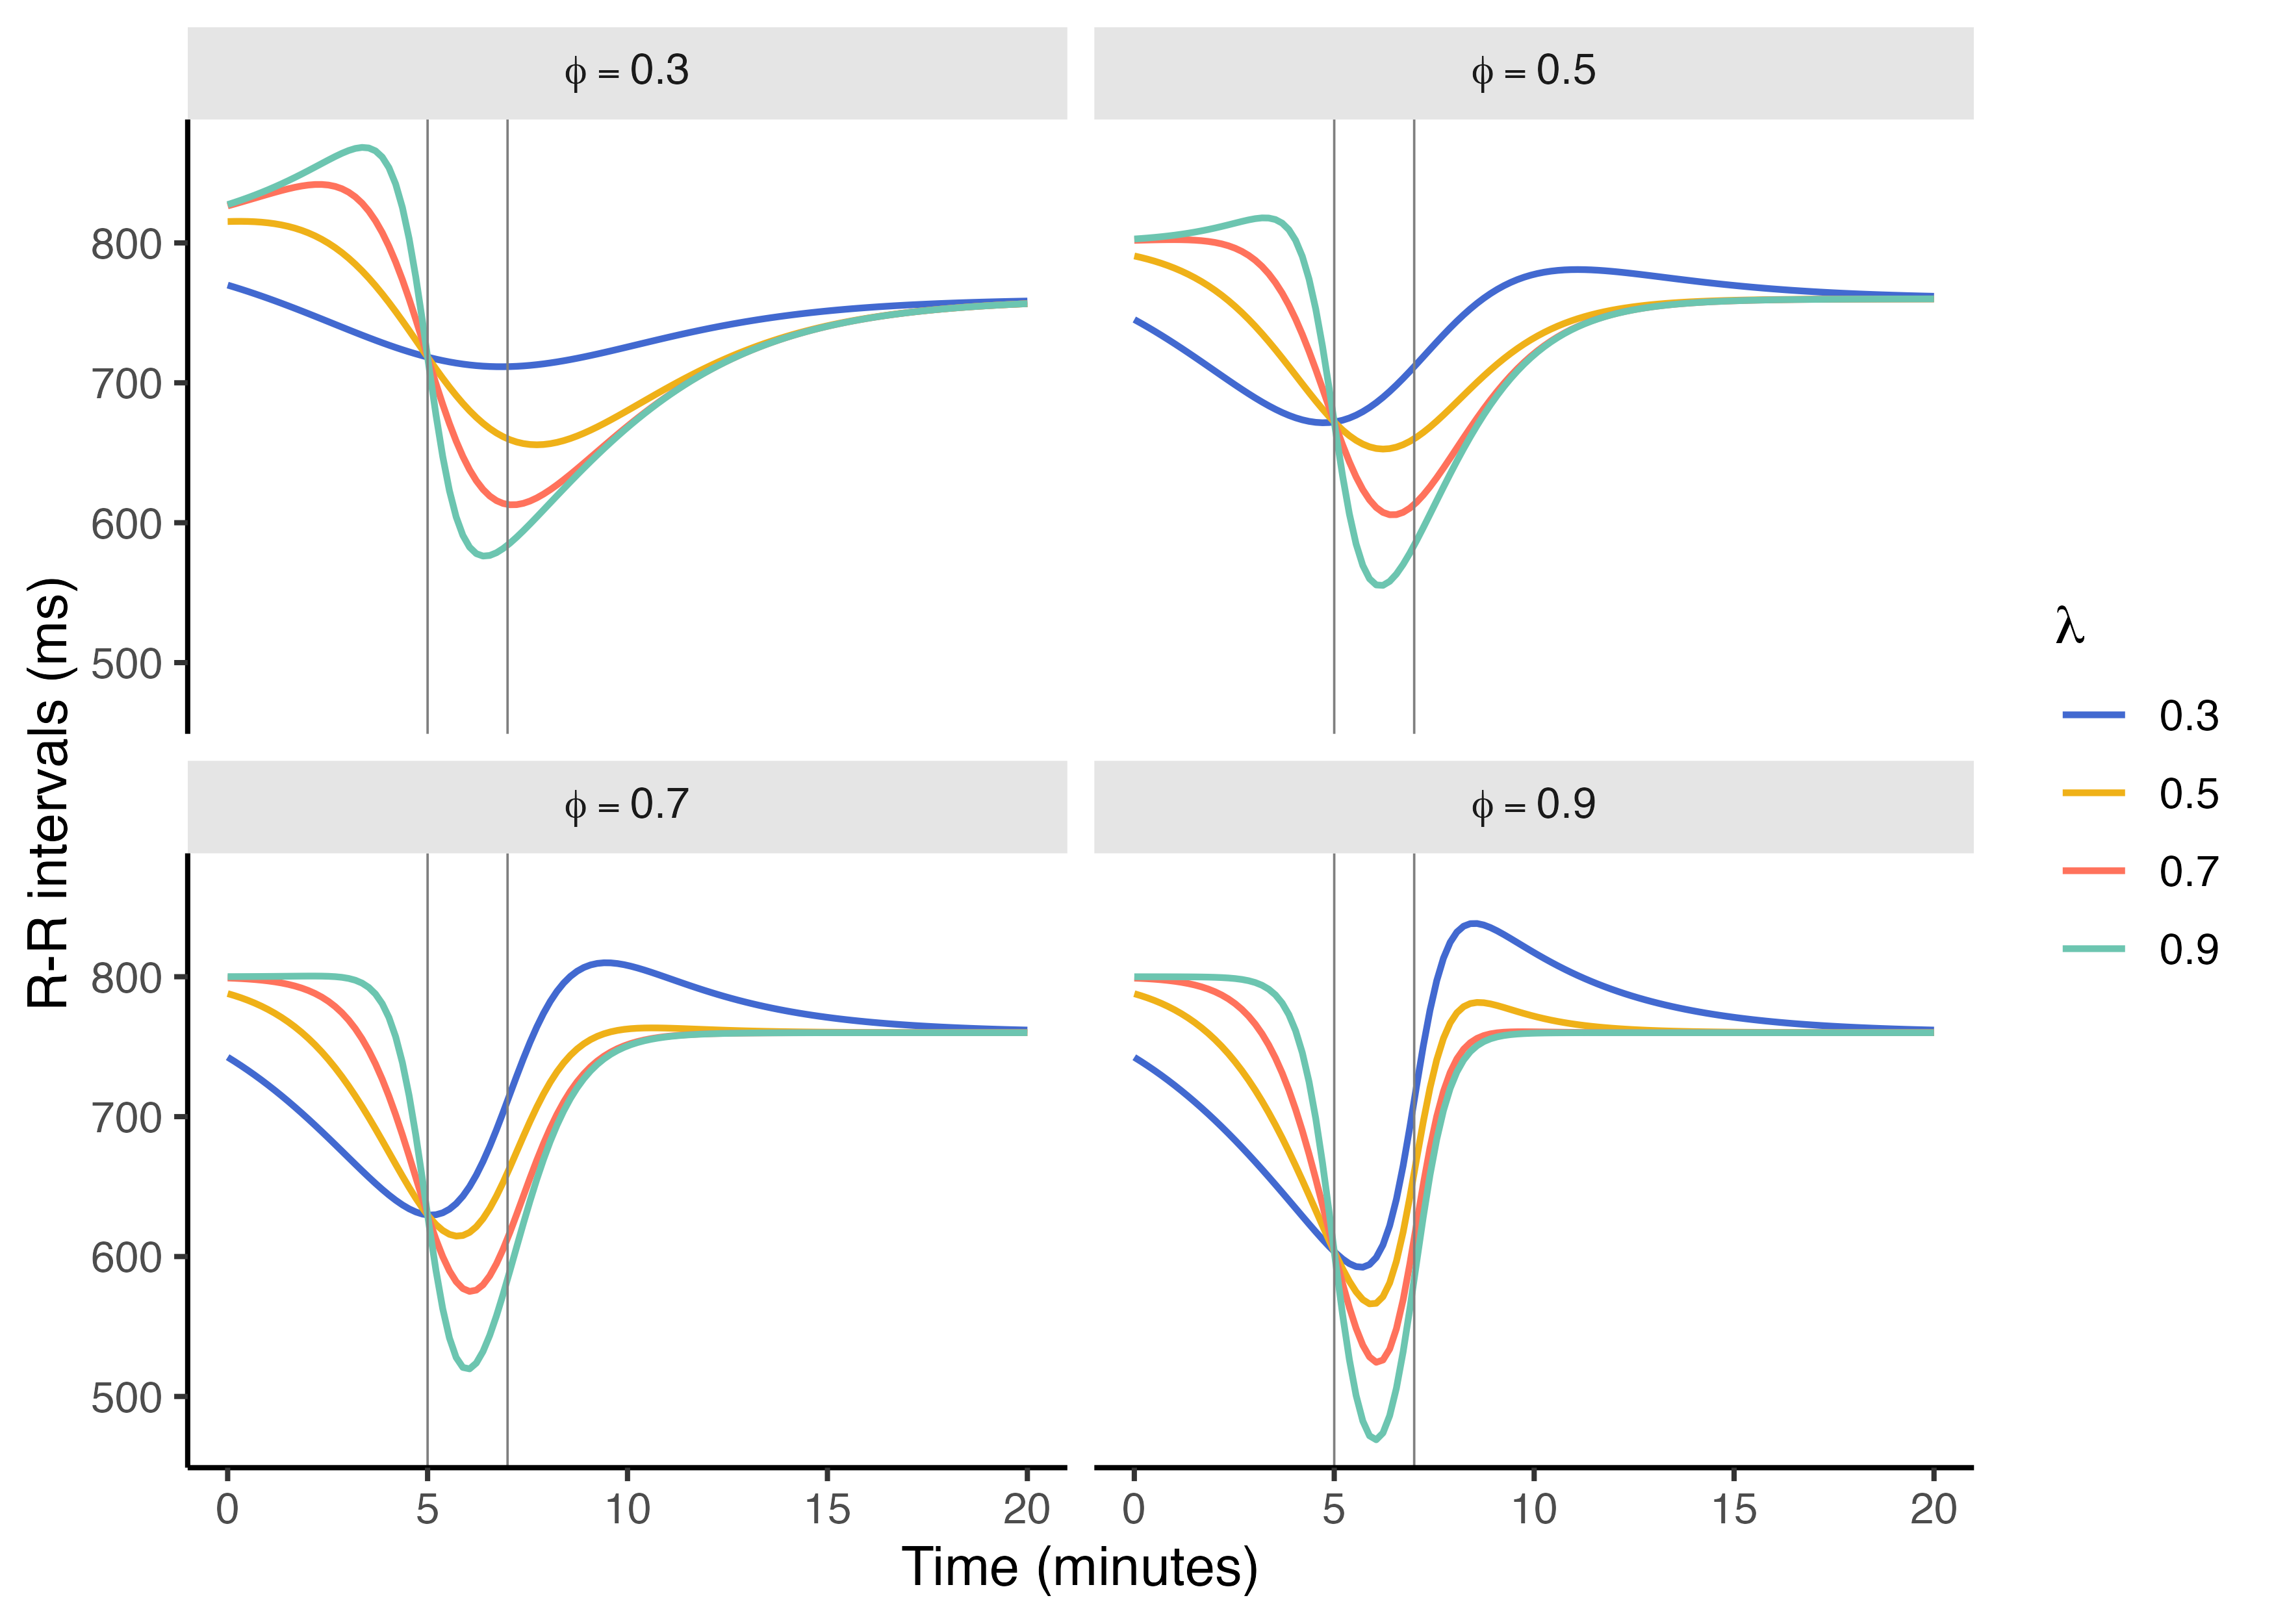 ϕ = 0.3
ϕ = 0.5
800
700
600
500
ϕ = 0.7
ϕ = 0.9
800
700
600
500
0 5 10 15 20
0 5 10 15 20
Time (minutes)
R-R intervals (ms)
λ
0.3
0.5
0.7
0.9